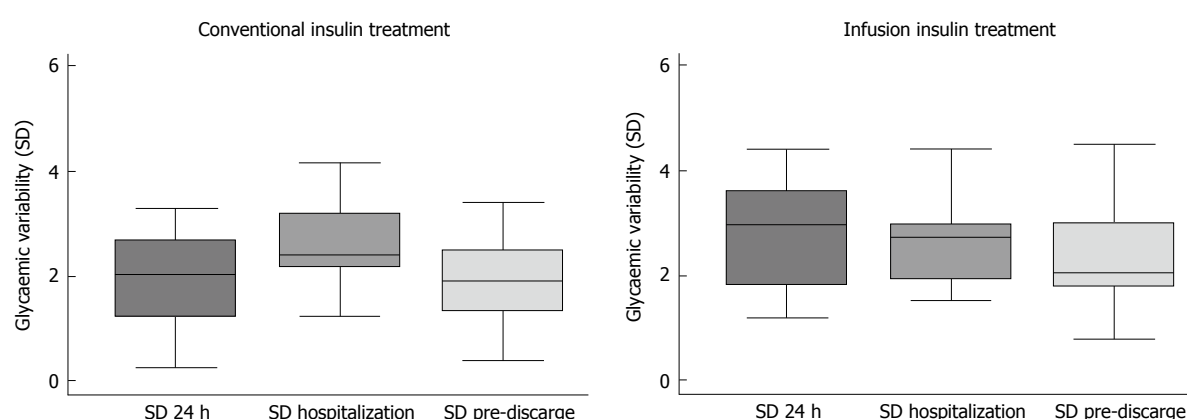 Conventional insulin treatment
Glycaemic variability (SD)
6
4
2
0
SD 24 h
SD hospitalization
SD pre-discarge
Infusion insulin treatment
Glycaemic variability (SD)
6
4
2
0
SD 24 h
SD hospitalization
SD pre-discarge